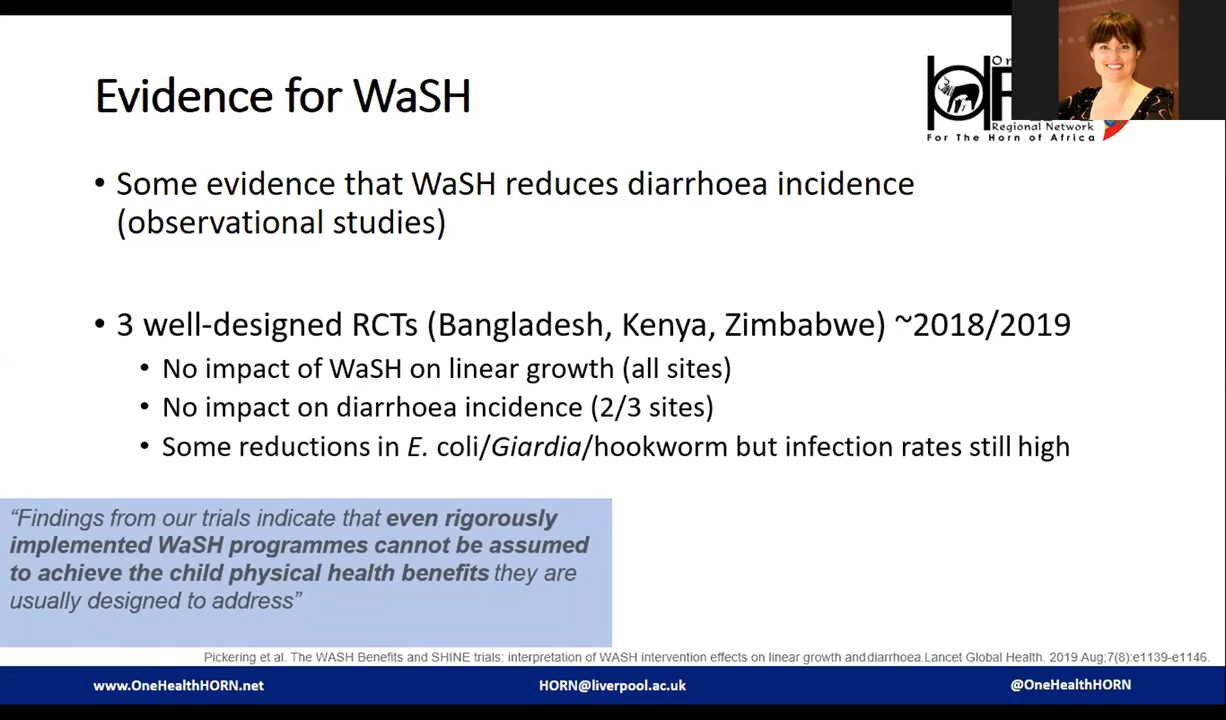 Evidence for WaSH
Regional Network
For The Horn of Africa
• Some evidence that WaSH reduces diarrhoea incidence
(observational studies)
• 3 well-designed RCTs (Bangladesh, Kenya, Zimbabwe) ~2018/2019
• No impact of WaSH on linear growth (all sites)
• No impact on diarrhoea incidence (2/3 sites)
• Some reductions in E. coli/Giardia/hookworm but infection rates still high
“Findings from our trials indicate that even rigorously
implemented WaSH programmes cannot be assumed
to achieve the child physical health benefits they are
usually designed to address”
Pickering et al. The WASH Benefits and SHINE trials: interpretation of WASH intervention effects on linear growth and diarrhoea. Lancet Global Health. 2019 Aug;7(8):e1139-e1146.
www.OneHealthHORN.net
HORN@liverpool.ac.uk
@OneHealthHORN